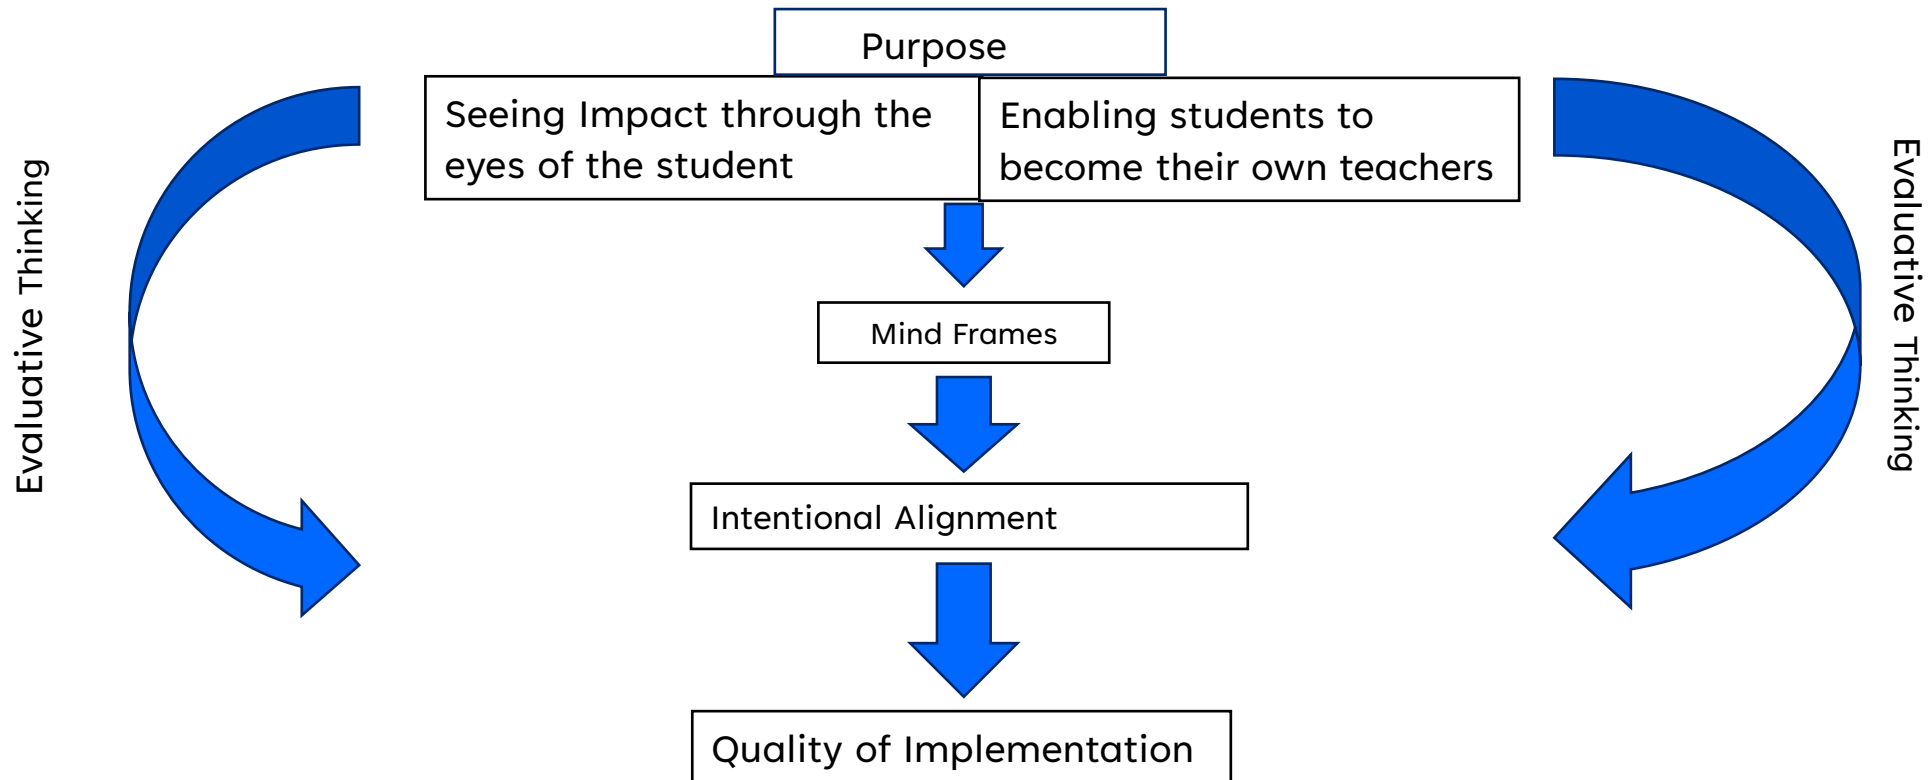 Purpose
Seeing Impact through the
eyes of the student
Enabling students to
become their own teachers
Evaluative Thinking
Evaluative Thinking
Mind Frames
Intentional Alignment
Quality of Implementation